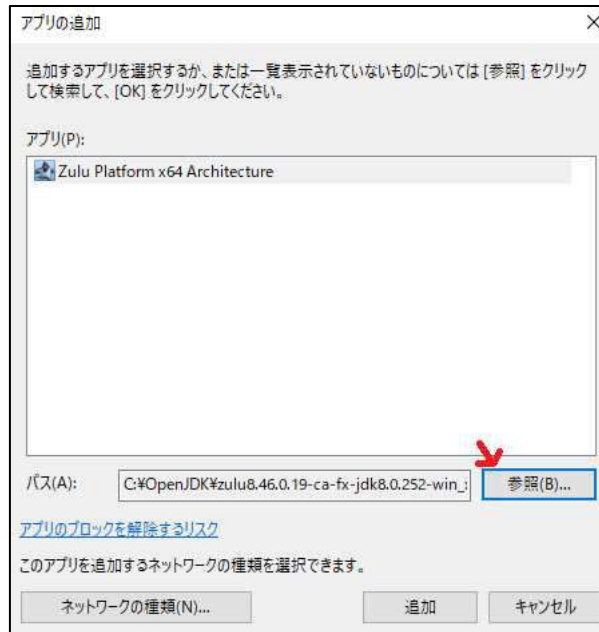 アプリの追加
追加するアプリを選択するか、または一覧表示されていないものについては [参照] をクリック
して検索して、[OK] をクリックしてください。
アプリ(P):
Zulu Platform x64 Architecture
パス(A):
C:¥OpenJDK¥zulu8.46.0.19-ca-fx-jdk8.0.252-win_
参照(B)...
アプリのブロックを解除するリスク
このアプリを追加するネットワークの種類を選択できます。
ネットワークの種類(N)...
追加
キャンセル